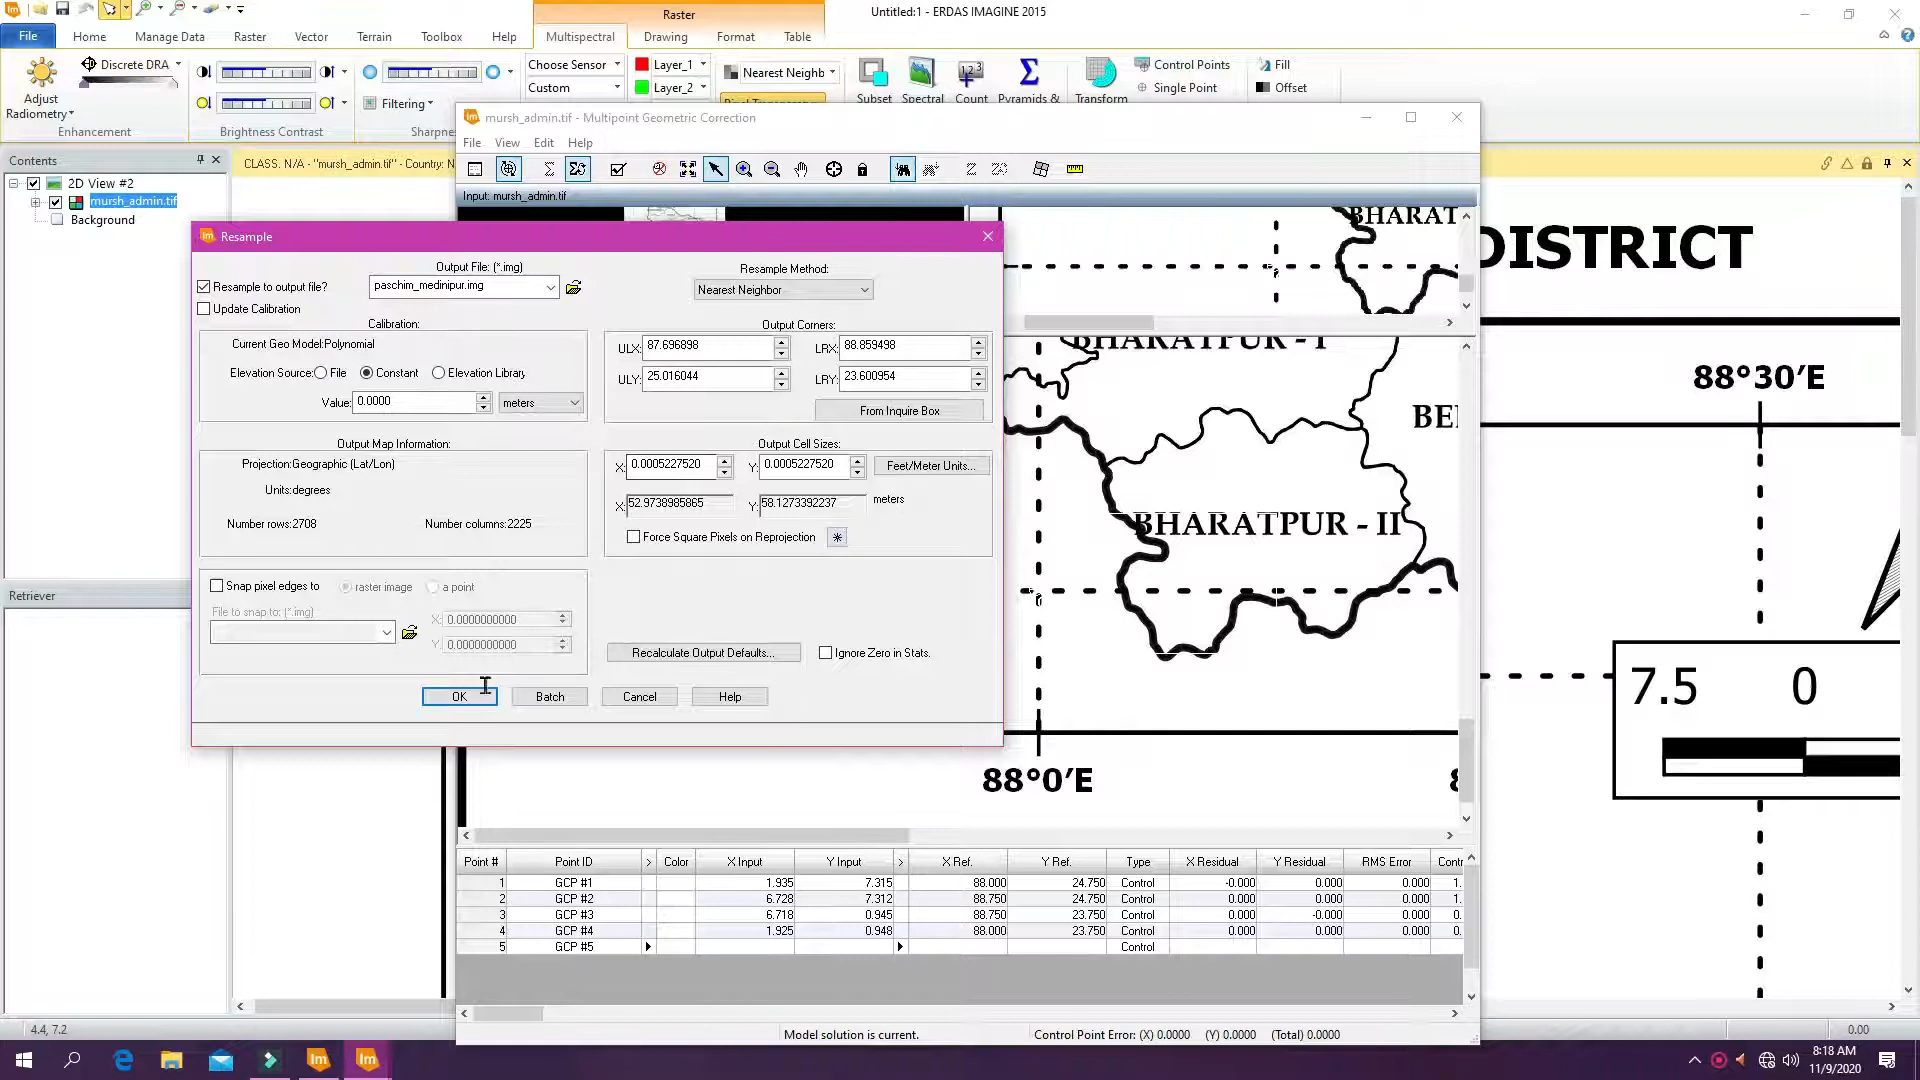 Raster
Untitled:1 - ERDAS IMAGINE 2015
File
Home
Manage Data
Raster
Vector
Terrain
Toolbox
Help
Multispectral
Drawing
Format
Table
Discrete DRA
Adjust
Radiometry
Enhancement
Brightness Contrast
Filtering
Choose Sensor
Custom
Layer_1
Layer_2
Nearest Neighb
Subset
Spectral
Count
Pyramids &
Transform
Control Points
Single Point
Fill
Offset
Contents
2D View #2
mursh_admin.tif
Background
Retriever
CLASS: N/A - "mursh_admin.tif" - Country: N
mursh_admin.tif - Multipoint Geometric Correction
File View Edit Help
Input: mursh_admin.tif
Resample
Output File: (*.img)
Resample Method:
Resample to output file?
paschim_medinipur.img
Nearest Neighbor
Update Calibration
Calibration:
Output Corners:
Current Geo Model:Polynomial
ULX: 87.696898
LRX: 88.859498
Elevation Source: File Constant Elevation Library
ULY: 25.016044
LRY: 23.600954
Value: 0.0000 meters
From Inquire Box
Output Map Information:
Output Cell Sizes:
Projection:Geographic (Lat/Lon)
X: 0.0005227520
Y: 0.0005227520
Feet/Meter Units...
Units:degrees
X: 52.9738985865
Y: 58.1273392237
meters
Number rows:2708
Number columns:2225
Force Square Pixels on Reprojection
Snap pixel edges to raster image a point
File to snap to: (*.img)
X: 0.0000000000
Y: 0.0000000000
Recalculate Output Defaults...
Ignore Zero in Stats.
OK
Batch
Cancel
Help
BHARAT
BHARATPUR - I
BHARATPUR - II
88°0′E
DISTRICT
88°30′E
7.5 0
Point # Point ID > Color X Input Y Input > X Ref. Y Ref. Type X Residual Y Residual RMS Error Contr
1 GCP #1 1.935 7.315 88.000 24.750 Control -0.000 0.000 0.000 1.
2 GCP #2 6.728 7.312 88.750 24.750 Control 0.000 0.000 0.000 1.
3 GCP #3 6.718 0.945 88.750 23.750 Control 0.000 -0.000 0.000 0.
4 GCP #4 1.925 0.948 88.000 23.750 Control 0.000 0.000 0.000 0.
5 GCP #5 Control
Model solution is current.
Control Point Error: (X) 0.0000 (Y) 0.0000 (Total) 0.0000
4.4, 7.2
0.00
8:18 AM
11/9/2020